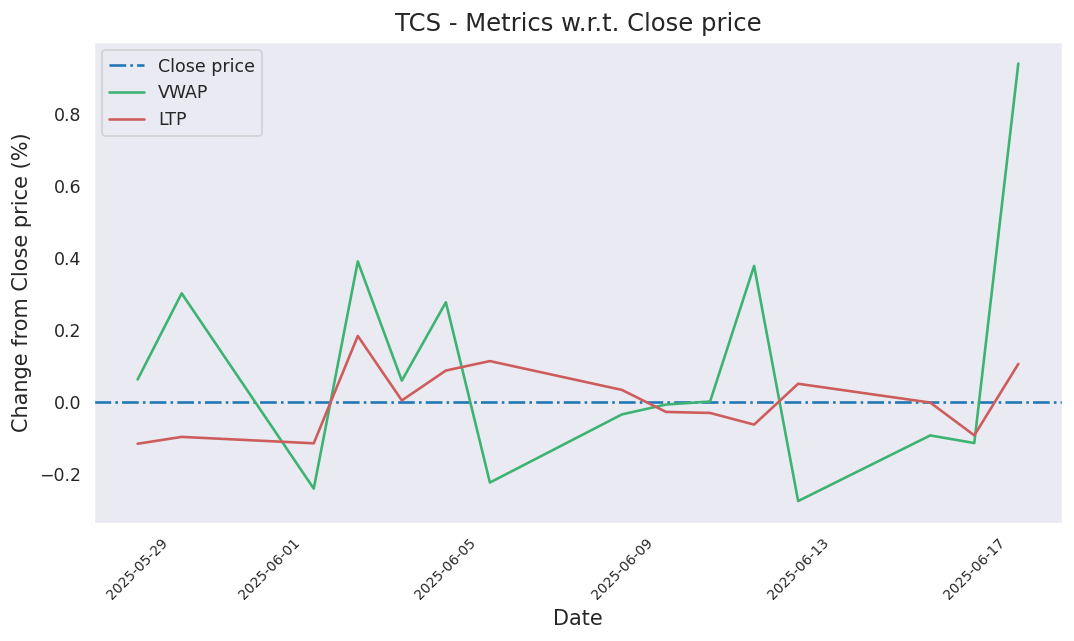 TCS - Metrics w.r.t. Close price
Close price
VWAP
LTP
Change from Close price (%)
0.8
0.6
0.4
0.2
0.0
−0.2
2025-05-29
2025-06-01
2025-06-05
2025-06-09
2025-06-13
2025-06-17
Date